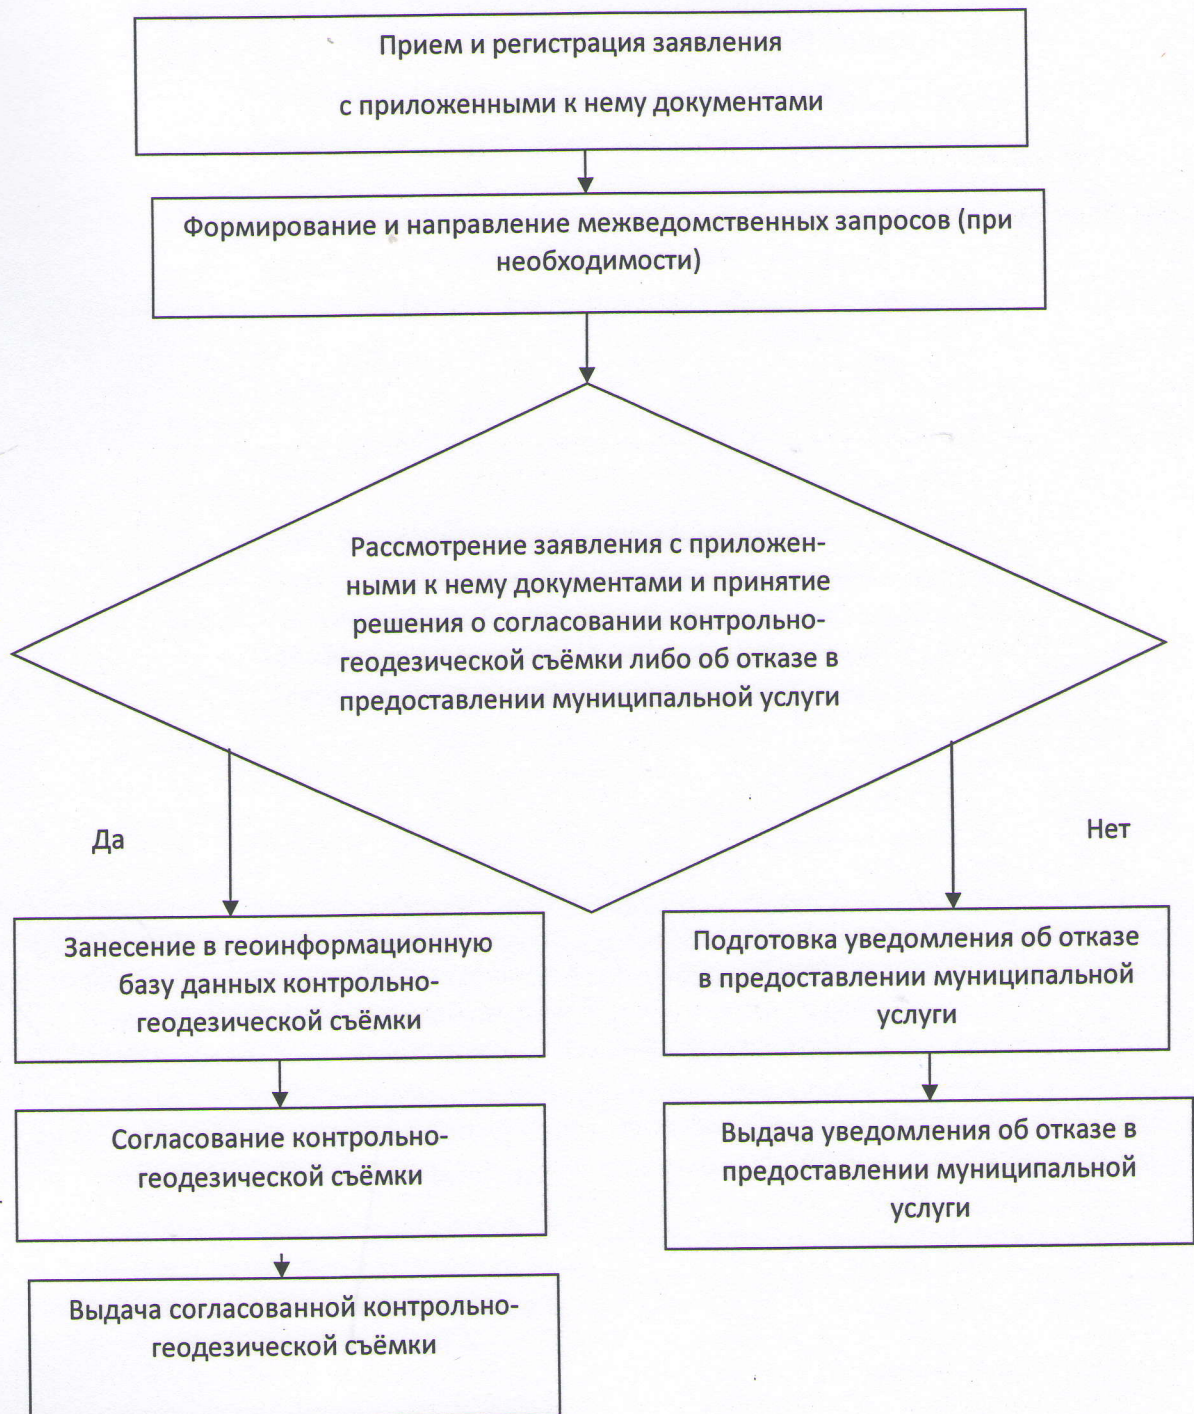 Прием и регистрация заявления
с приложенными к нему документами
Формирование и направление межведомственных запросов (при
необходимости)
Рассмотрение заявления с приложен-
ными к нему документами и принятие
решения о согласовании контрольно-
геодезической съёмки либо об отказе в
предоставлении муниципальной услуги
Да
Нет
Занесение в геоинформационную
базу данных контрольно-
геодезической съёмки
Подготовка уведомления об отказе
в предоставлении муниципальной
услуги
Согласование контрольно-
геодезической съёмки
Выдача уведомления об отказе в
предоставлении муниципальной
услуги
Выдача согласованной контрольно-
геодезической съёмки